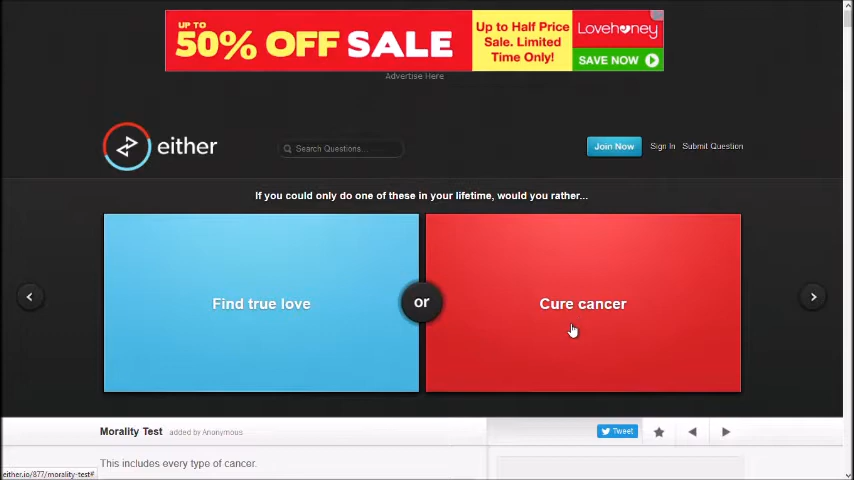 UP TO
50% OFF SALE
Up to Half Price
Sale. Limited
Time Only!
Lovehoney
SAVE NOW
Advertise Here
either
Search Questions...
Join Now
Sign In
Submit Question
If you could only do one of these in your lifetime, would you rather...
Find true love
or
Cure cancer
Morality Test
added by Anonymous
Tweet
This includes every type of cancer.
either.io/877/morality-test#